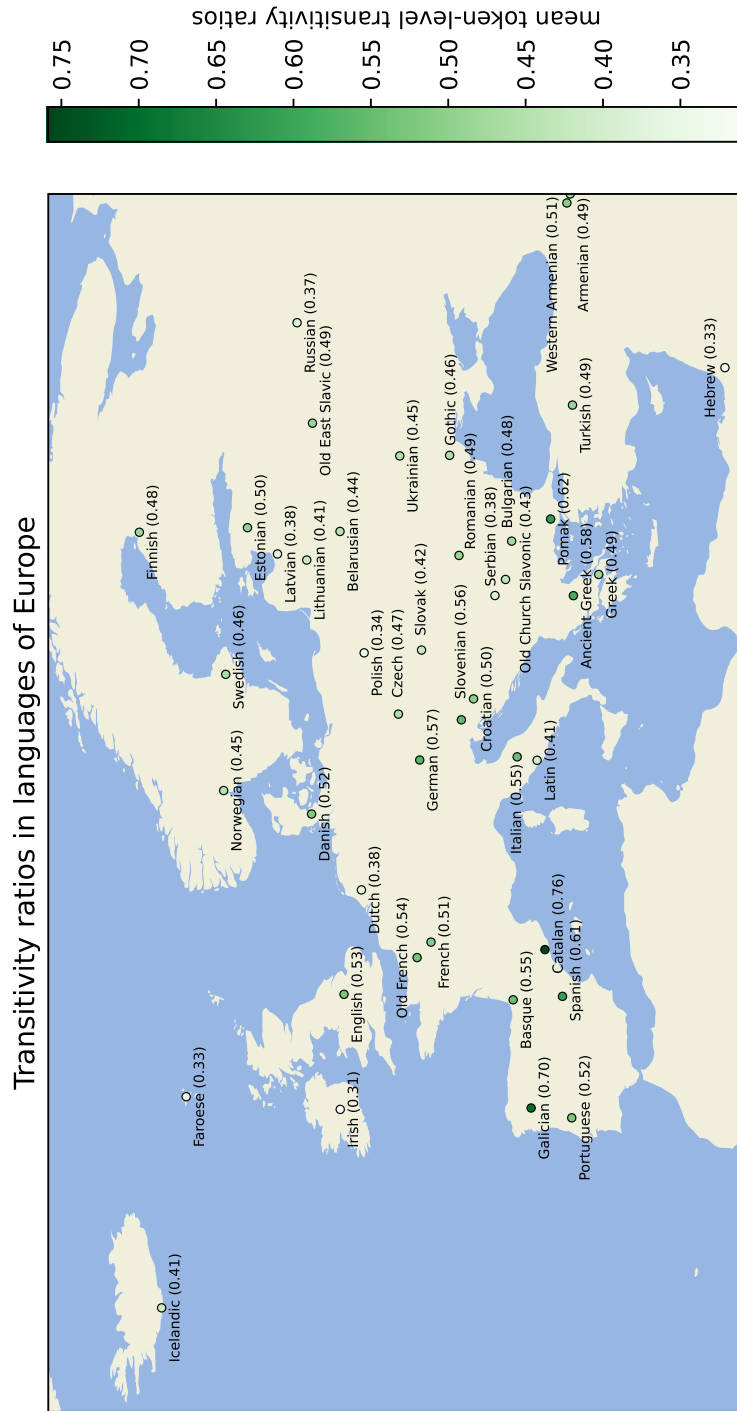 Transitivity ratios in languages of Europe
Icelandic (0.41)
Faroese (0.33)
Norwegian (0.45)
Swedish (0.46)
Finnish (0.48)
Estonian (0.50)
Latvian (0.38)
Lithuanian (0.41)
Belarusian (0.44)
Russian (0.37)
Old East Slavic (0.49)
Danish (0.52)
Irish (0.31)
English (0.53)
Dutch (0.38)
Polish (0.34)
Czech (0.47)
Slovak (0.42)
Ukrainian (0.45)
Old French (0.54)
French (0.51)
German (0.57)
Slovenian (0.56)
Croatian (0.50)
Gothic (0.46)
Romanian (0.49)
Serbian (0.38)
Bulgarian (0.48)
Old Church Slavonic (0.43)
Basque (0.55)
Italian (0.55)
Latin (0.41)
Galician (0.70)
Catalan (0.76)
Spanish (0.61)
Portuguese (0.52)
Pomak (0.62)
Ancient Greek (0.58)
Greek (0.49)
Turkish (0.49)
Western Armenian (0.51)
Armenian (0.49)
Hebrew (0.33)
0.75
0.70
0.65
0.60
0.55
0.50
0.45
0.40
0.35
mean token-level transitivity ratios